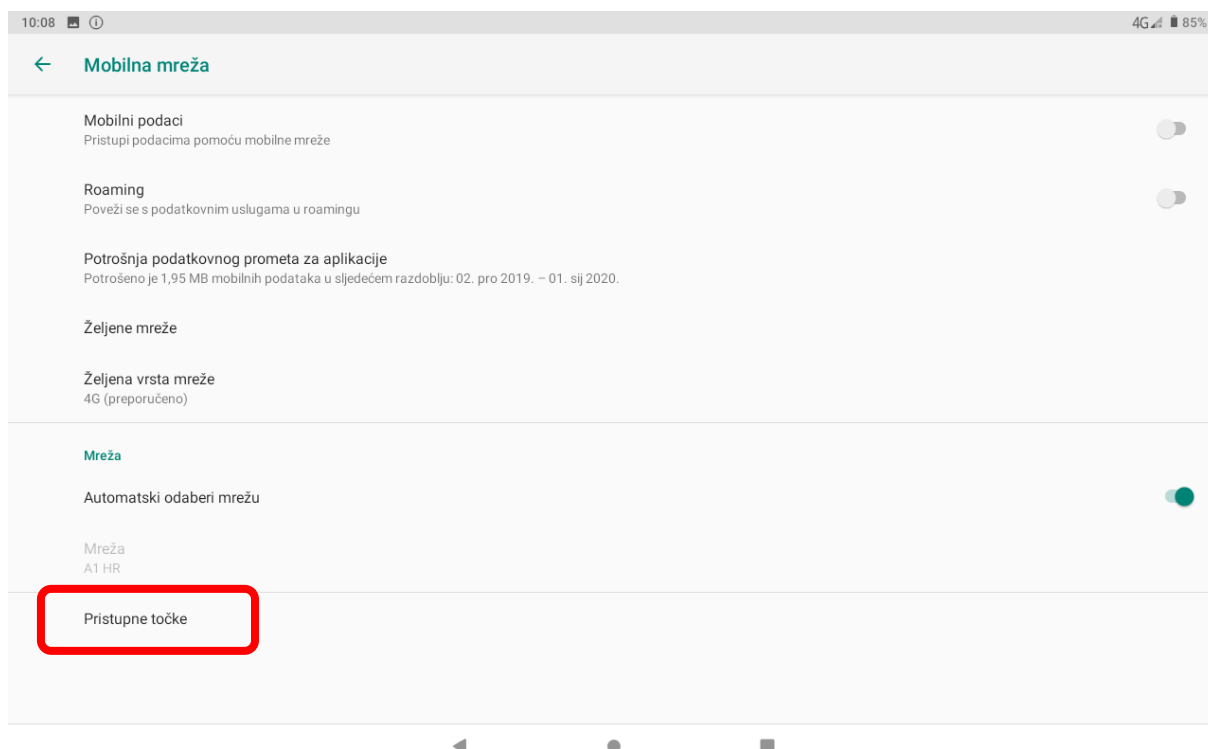 10:08
4G 85%
Mobilna mreža
Mobilni podaci
Pristupi podacima pomoću mobilne mreže
Roaming
Poveži se s podatkovnim uslugama u roamingu
Potrošnja podatkovnog prometa za aplikacije
Potrošeno je 1,95 MB mobilnih podataka u sljedećem razdoblju: 02. pro 2019. – 01. sij 2020.
Željene mreže
Željena vrsta mreže
4G (preporučeno)
Mreža
Automatski odaberi mrežu
Mreža
A1 HR
Pristupne točke